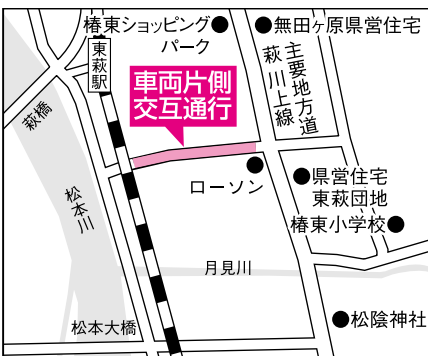 椿東ショッピング●
パーク
●無田ヶ原県営住宅
東萩駅
車両片側
交互通行
主要地方道
萩川上線
萩橋
ローソン
●県営住宅
東萩団地
椿東小学校●
松本川
月見川
松本大橋
●松陰神社